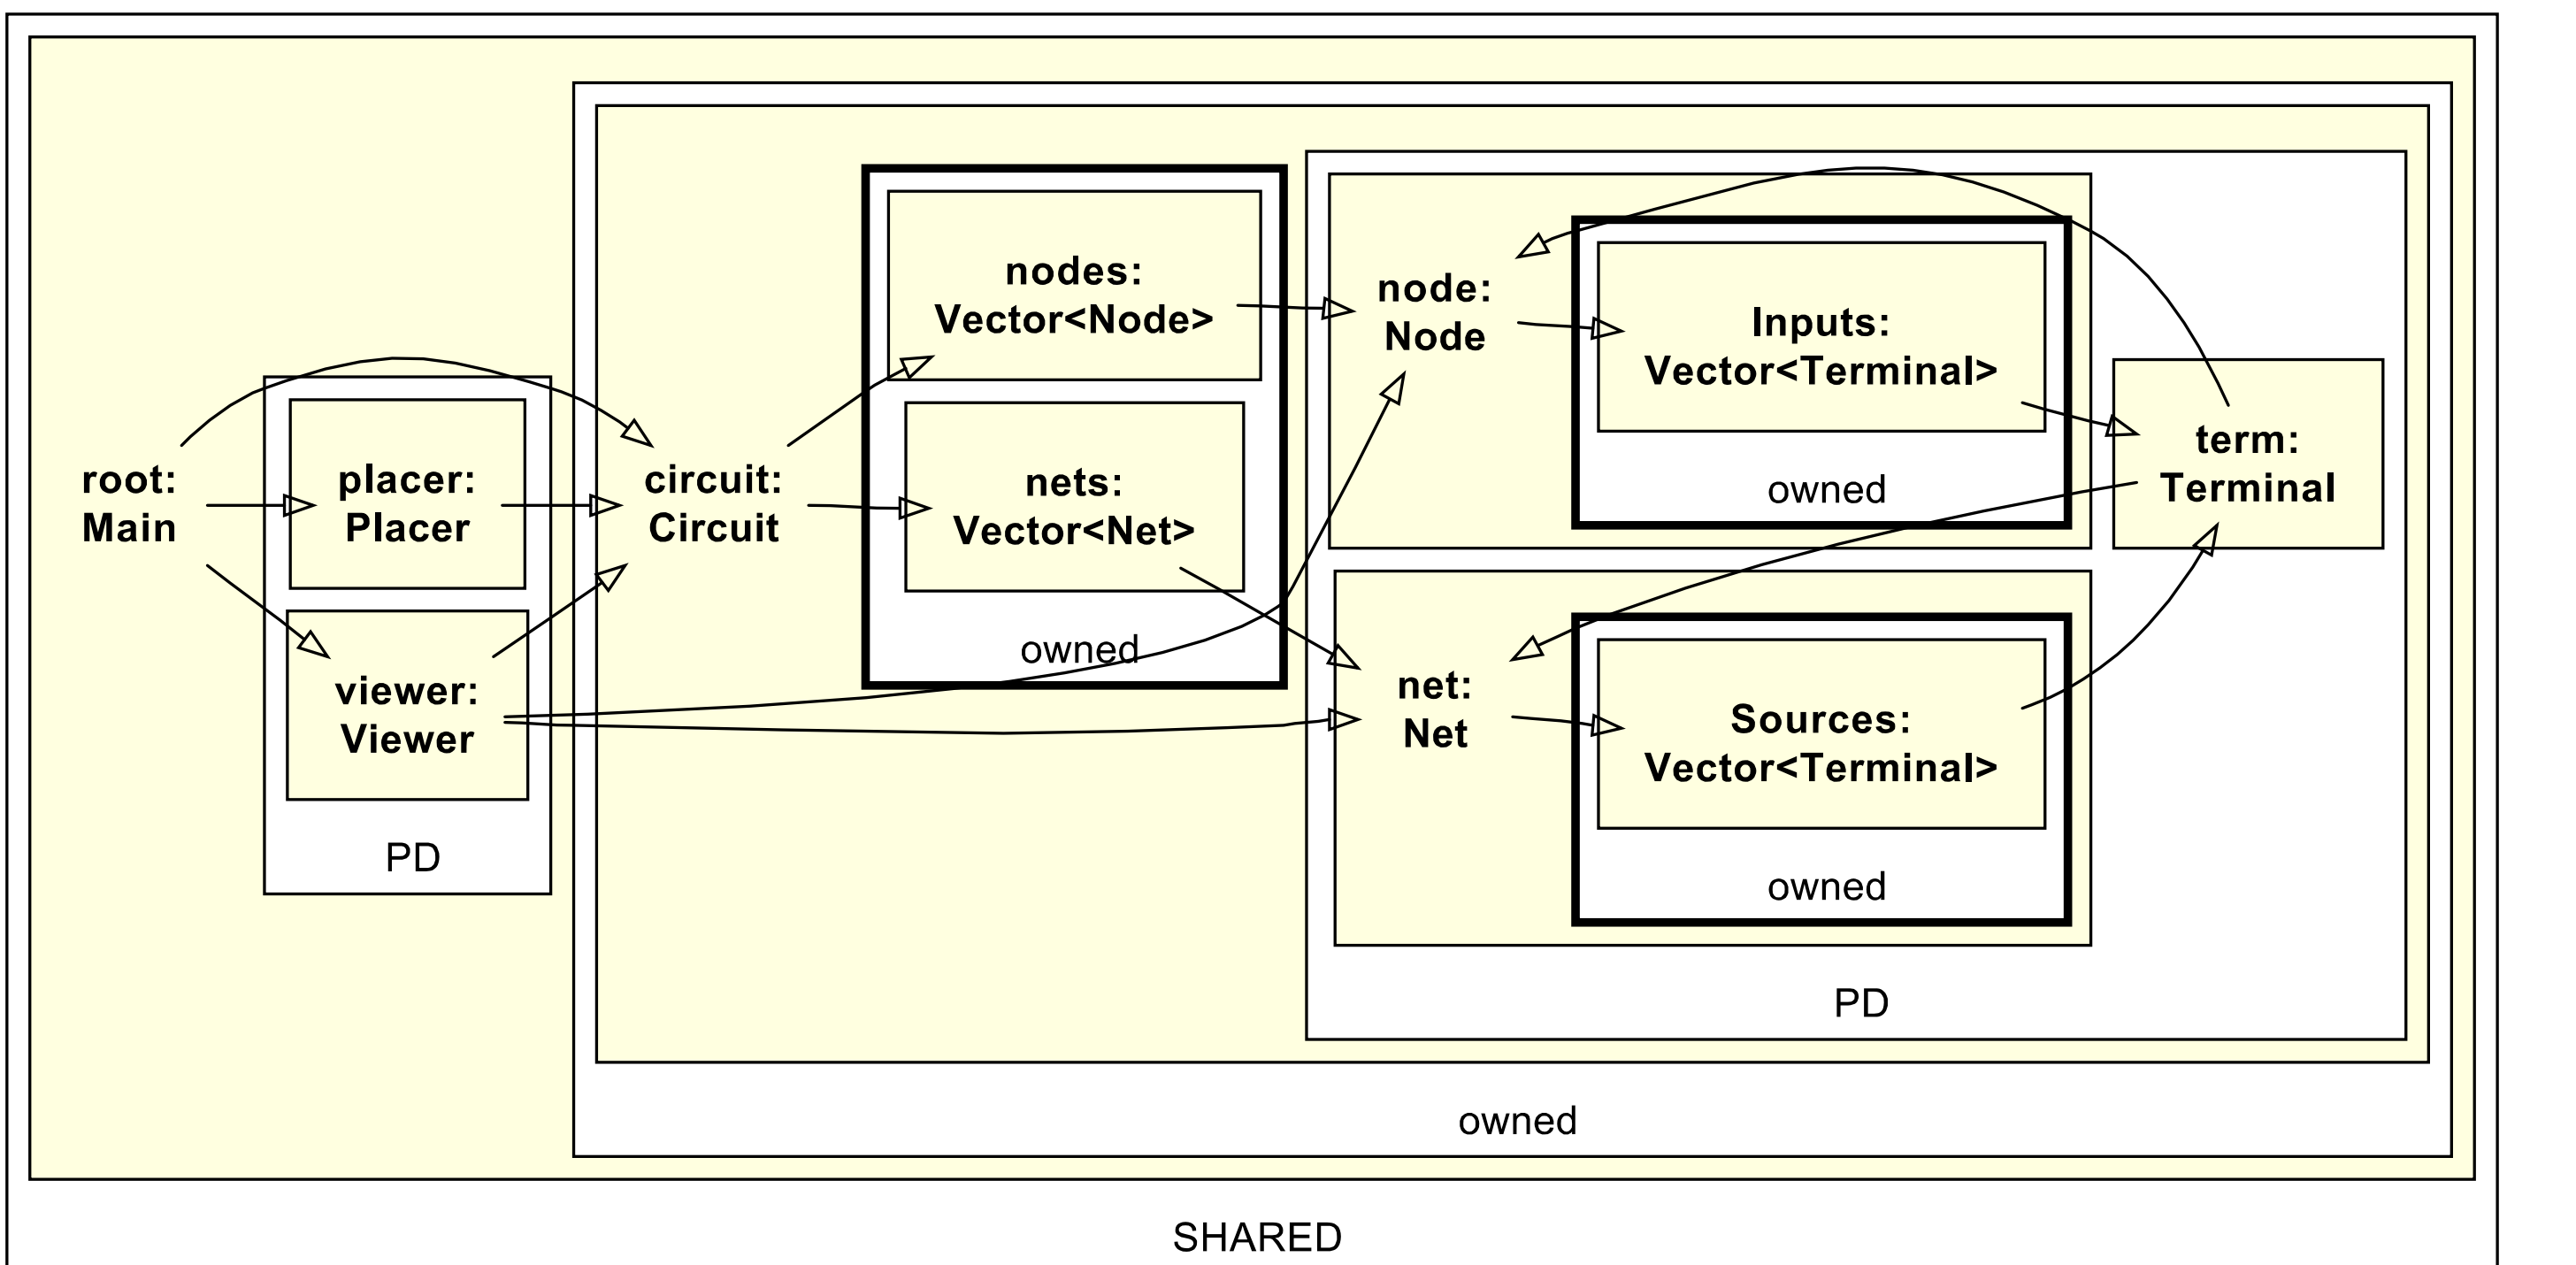 root:
Main
placer:
Placer
viewer:
Viewer
PD
circuit:
Circuit
nodes:
Vector<Node>
nets:
Vector<Net>
owned
node:
Node
Inputs:
Vector<Terminal>
owned
term:
Terminal
net:
Net
Sources:
Vector<Terminal>
owned
PD
owned
SHARED